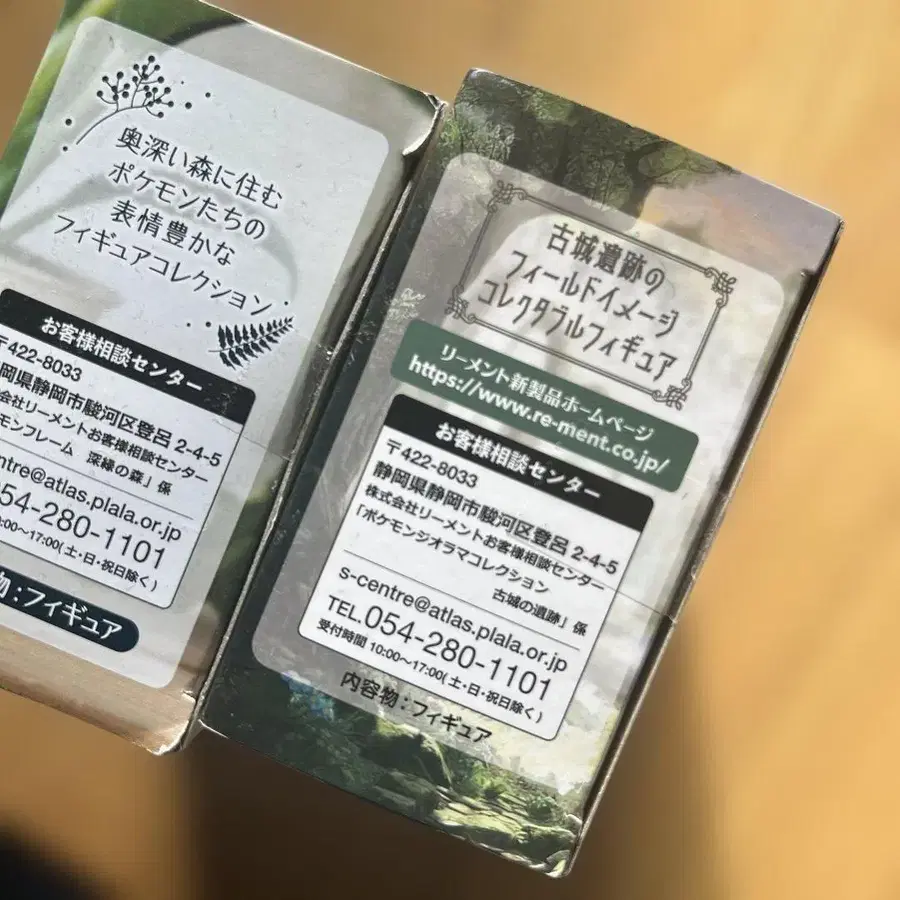 奥深い森に住む
ポケモンたちの
表情豊かな
フィギュアコレクション
お客様相談センター
〒422-8033
岡県静岡市駿河区登呂 2-4-5
会社リーメントお客様相談センター
モンフレーム 深緑の森」係
ntre@atlas.plala.or.jp
054-280-1101
:00〜17:00(土・日・祝日除く)
物：フィギュア
古城遺跡の
フィールドイメージ
コレクタブルフィギュア
リーメント新製品ホームページ
https://www.re-ment.co.jp/
お客様相談センター
〒422-8033
静岡県静岡市駿河区登呂 2-4-5
株式会社リーメントお客様相談センター
「ポケモンジオラマコレクション
古城の遺跡」係
s-centre@atlas.plala.or.jp
TEL.054-280-1101
受付時間 10:00〜17:00(土・日・祝日除く)
内容物：フィギュア